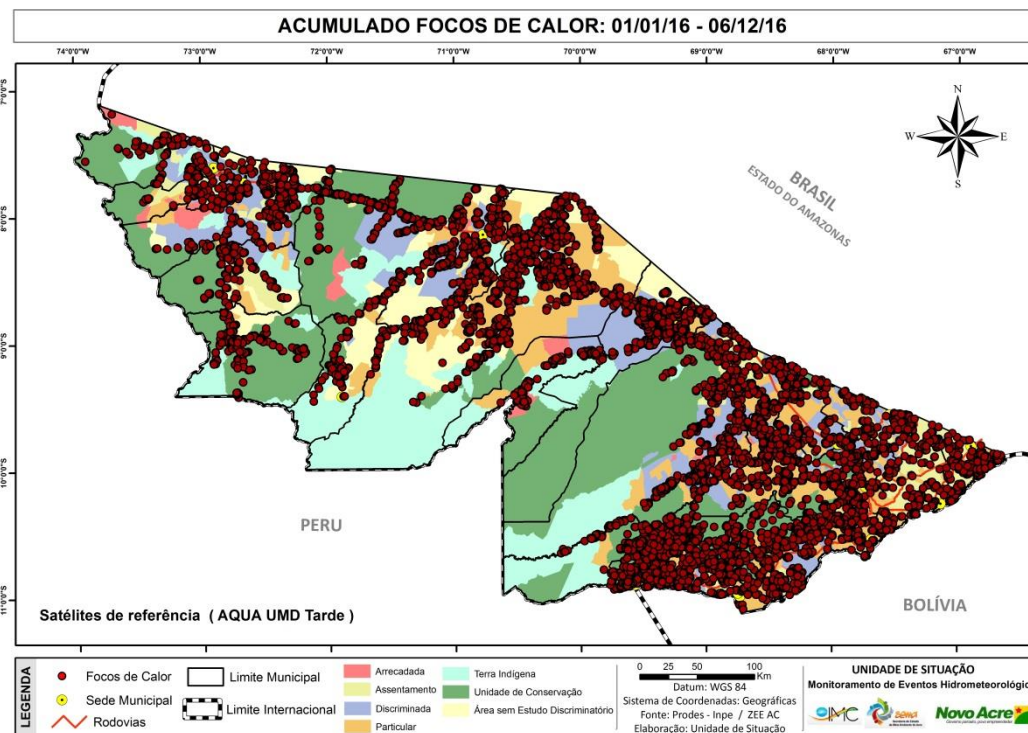 ACUMULADO FOCOS DE CALOR: 01/01/16 - 06/12/16
74°0'0"W 73°0'0"W 72°0'0"W 71°0'0"W 70°0'0"W 69°0'0"W 68°0'0"W 67°0'0"W
7°0'0"S
8°0'0"S
9°0'0"S
10°0'0"S
11°0'0"S
N
W E
S
BRASIL
ESTADO DO AMAZONAS
PERU
BOLÍVIA
Satélites de referência ( AQUA UMD Tarde )
LEGENDA
Focos de Calor
Sede Municipal
Rodovias
Limite Municipal
Limite Internacional
Arrecadada
Assentamento
Discriminada
Particular
Terra Indígena
Unidade de Conservação
Área sem Estudo Discriminatório
0 25 50 100
Km
Datum: WGS 84
Sistema de Coordenadas: Geográficas
Fonte: Prodes - Inpe / ZEE AC
Elaboração: Unidade de Situação
UNIDADE DE SITUAÇÃO
Monitoramento de Eventos Hidrometeorológic
IMC
Sema
Novo Acre